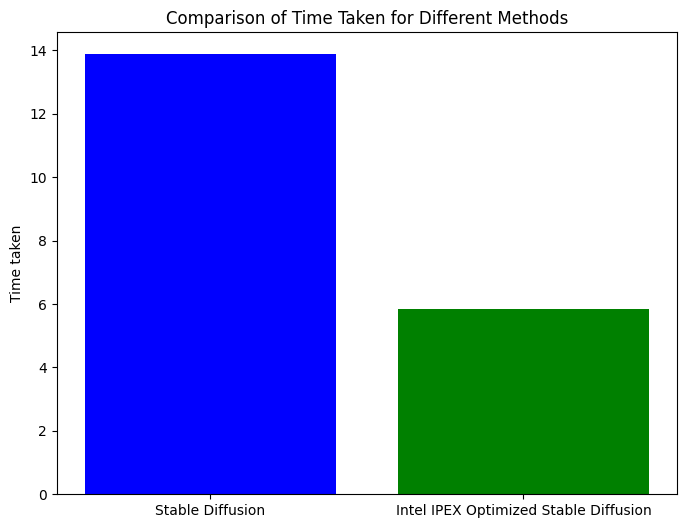 Comparison of Time Taken for Different Methods
14
12
10
8
6
4
2
0
Time taken
Stable Diffusion
Intel IPEX Optimized Stable Diffusion